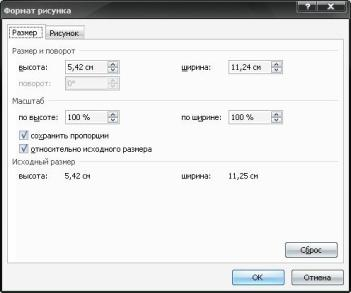 Формат рисунка
Размер Рисунок
Размер и поворот
высота: 5,42 см ширина: 11,24 см
поворот: 0°
Масштаб
по высоте: 100 % по ширине: 100 %
сохранить пропорции
относительно исходного размера
Исходный размер
высота: 5,42 см ширина: 11,25 см
Сброс
ОК Отмена